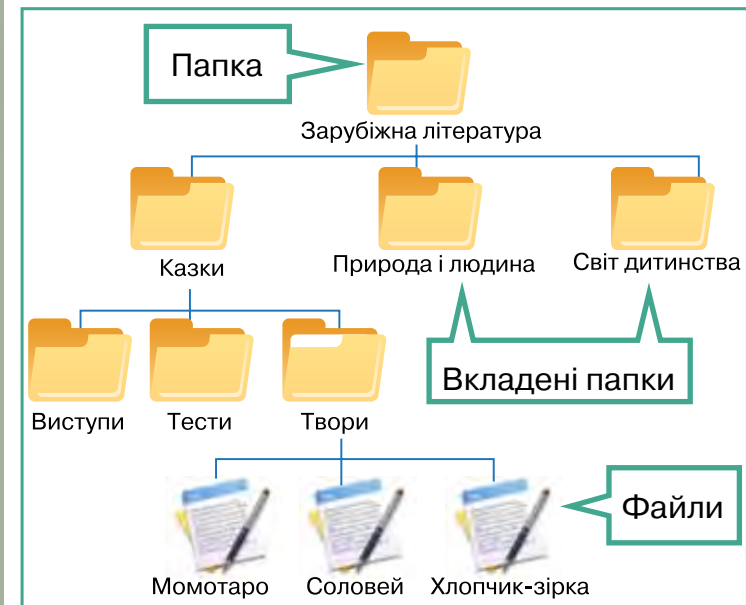 Папка
Зарубіжна література
Казки
Природа і людина
Світ дитинства
Вкладені папки
Виступи
Тести
Твори
Файли
Момотаро
Соловей
Хлопчик-зірка